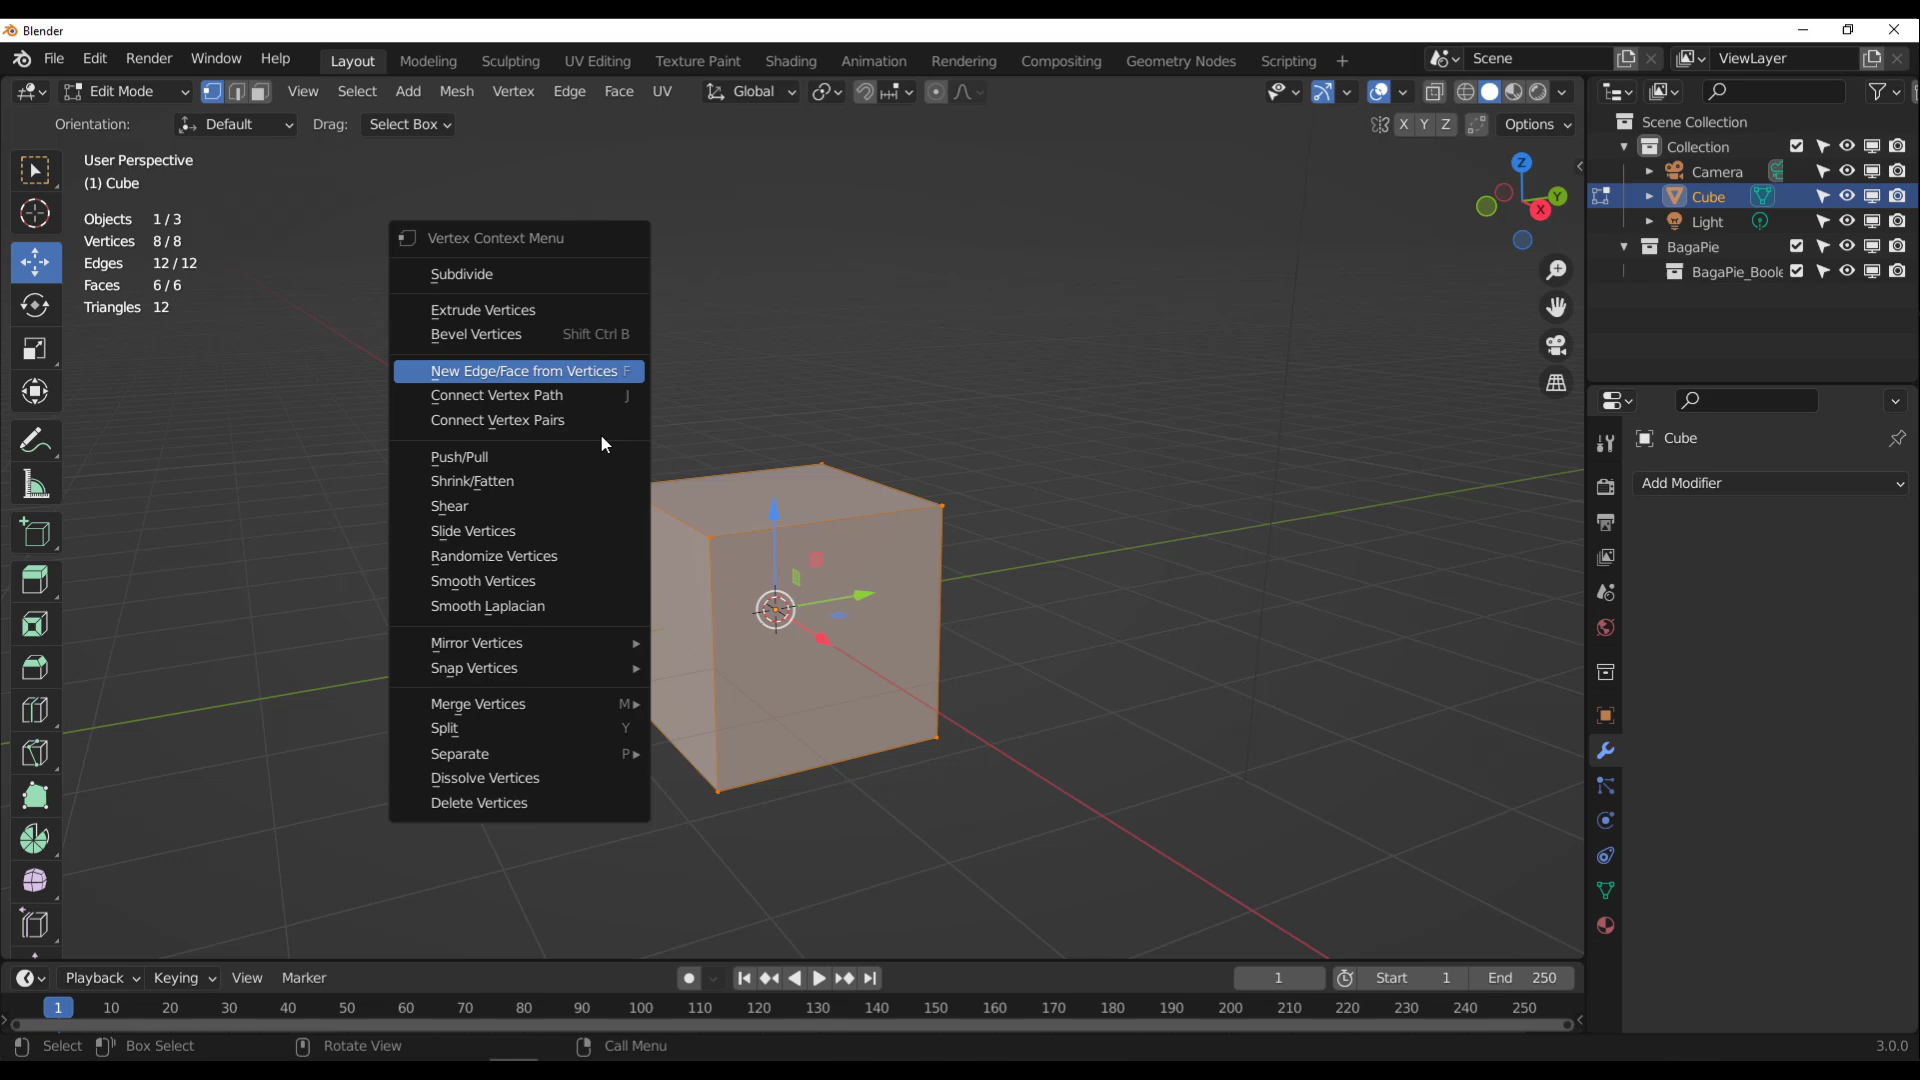 Blender
File Edit Render Window Help Layout Modeling Sculpting UV Editing Texture Paint Shading Animation Rendering Compositing Geometry Nodes Scripting + Scene ViewLayer
Edit Mode View Select Add Mesh Vertex Edge Face UV Global
Orientation: Default Drag: Select Box X Y Z Options
User Perspective
(1) Cube
Objects 1/3
Vertices 8/8
Edges 12/12
Faces 6/6
Triangles 12
Vertex Context Menu
Subdivide
Extrude Vertices
Bevel Vertices Shift Ctrl B
New Edge/Face from Vertices F
Connect Vertex Path J
Connect Vertex Pairs
Push/Pull
Shrink/Fatten
Shear
Slide Vertices
Randomize Vertices
Smooth Vertices
Smooth Laplacian
Mirror Vertices
Snap Vertices
Merge Vertices M
Split Y
Separate P
Dissolve Vertices
Delete Vertices
Z
Y
X
Scene Collection
Collection
Camera
Cube
Light
BagaPie
BagaPie_Boole
Cube
Add Modifier
Playback Keying View Marker 1 Start 1 End 250
1 10 20 30 40 50 60 70 80 90 100 110 120 130 140 150 160 170 180 190 200 210 220 230 240 250
Select Box Select Rotate View Call Menu 3.0.0